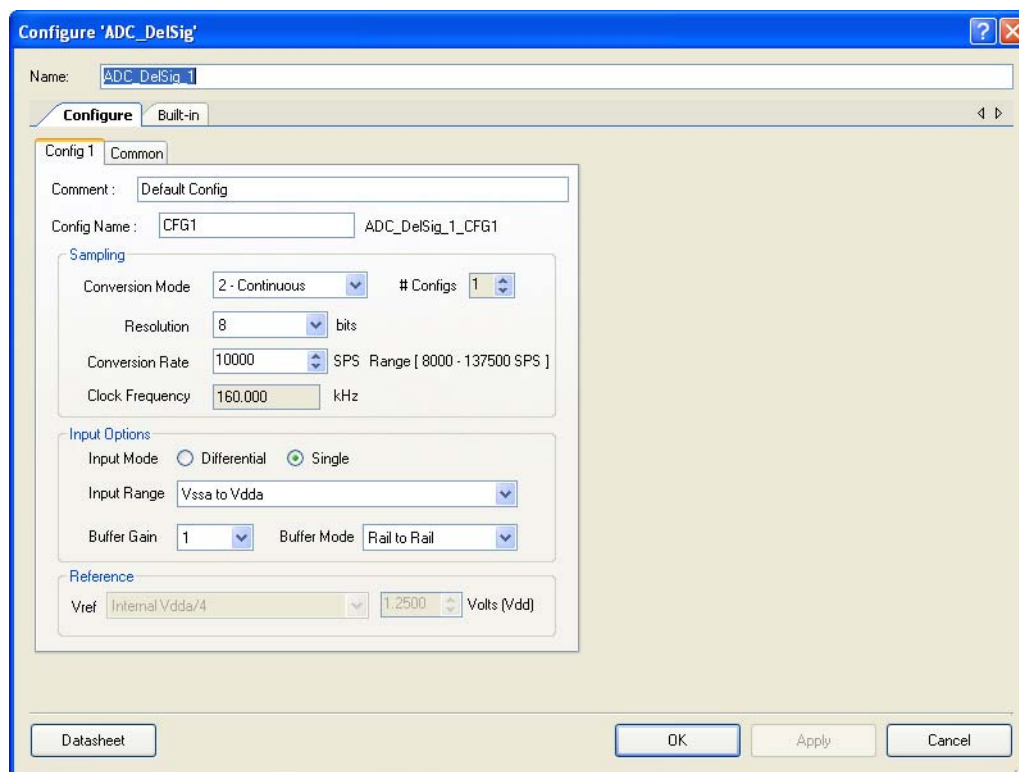 Configure 'ADC_DelSig'
?
Name: ADC_DelSig_1
Configure Built-in
Config 1 Common
Comment : Default Config
Config Name : CFG1 ADC_DelSig_1_CFG1
Sampling
Conversion Mode 2 - Continuous # Configs 1
Resolution 8 bits
Conversion Rate 10000 SPS Range [ 8000 - 137500 SPS ]
Clock Frequency 160.000 kHz
Input Options
Input Mode Differential Single
Input Range Vssa to Vdda
Buffer Gain 1 Buffer Mode Rail to Rail
Reference
Vref Internal Vdda/4 1.2500 Volts (Vdd)
Datasheet OK Apply Cancel